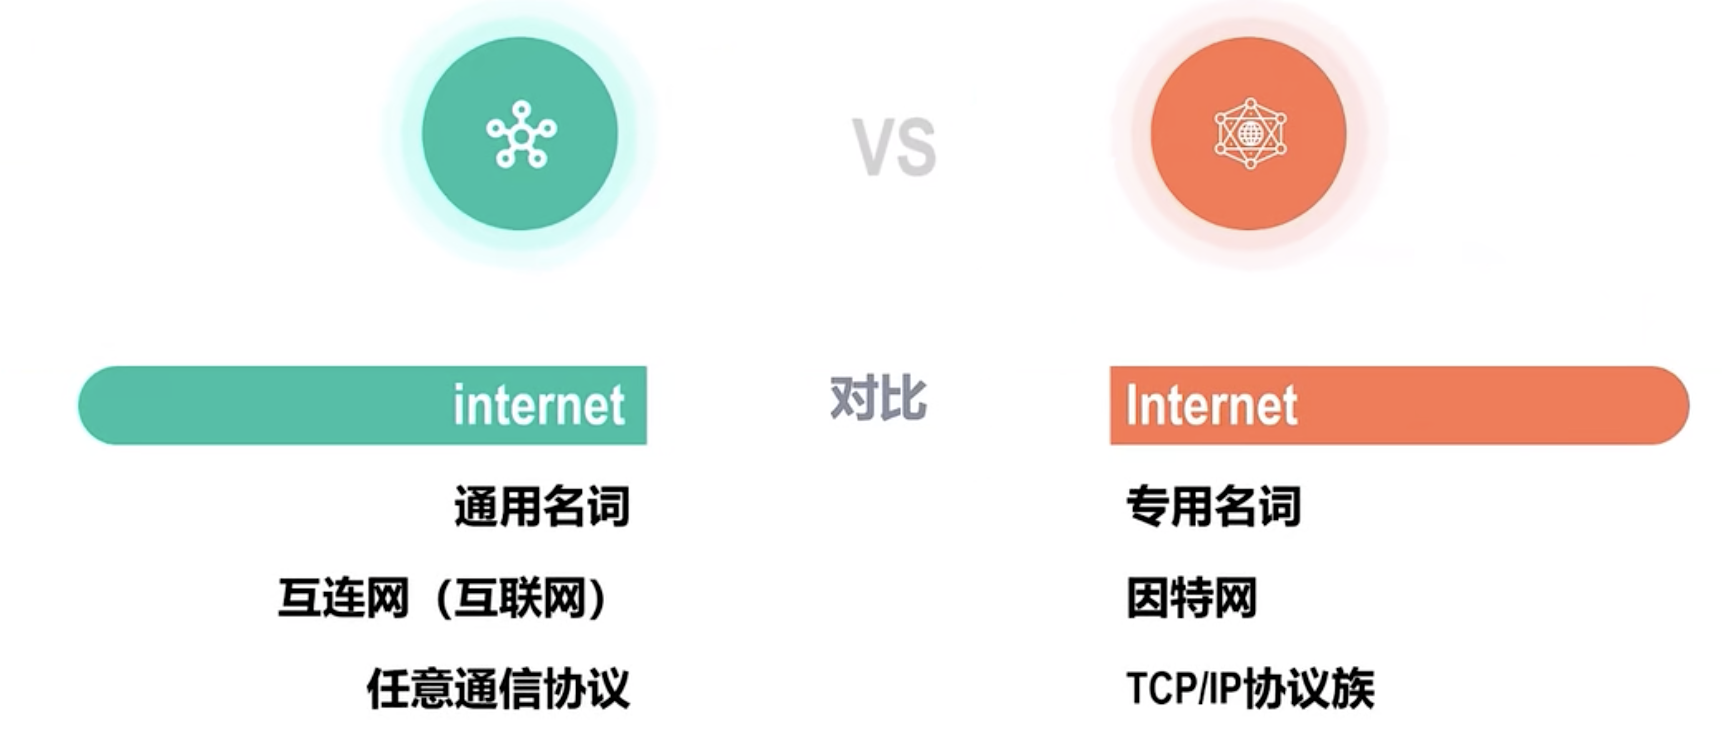 VS
internet 对比 Internet
通用名词 专用名词
互连网（互联网） 因特网
任意通信协议 TCP/IP协议族